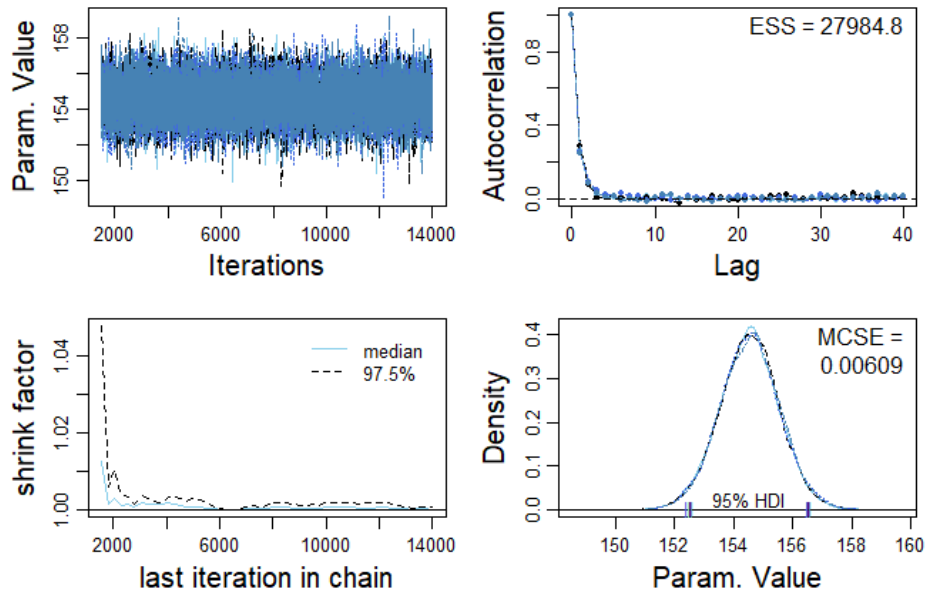 Param. Value
158
154
150
2000
6000
10000
14000
Iterations
Autocorrelation
0.8
0.4
0.0
ESS = 27984.8
0
10
20
30
40
Lag
shrink factor
1.04
1.02
1.00
median
97.5%
2000
6000
10000
14000
last iteration in chain
Density
0.4
0.3
0.2
0.1
0.0
MCSE =
0.00609
95% HDI
150
152
154
156
158
160
Param. Value